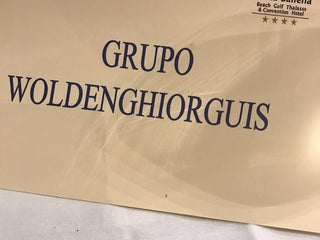 Beach Golf Thalasso
& Convention Hotel
★★★★
GRUPO
WOLDENGHIORGUIS